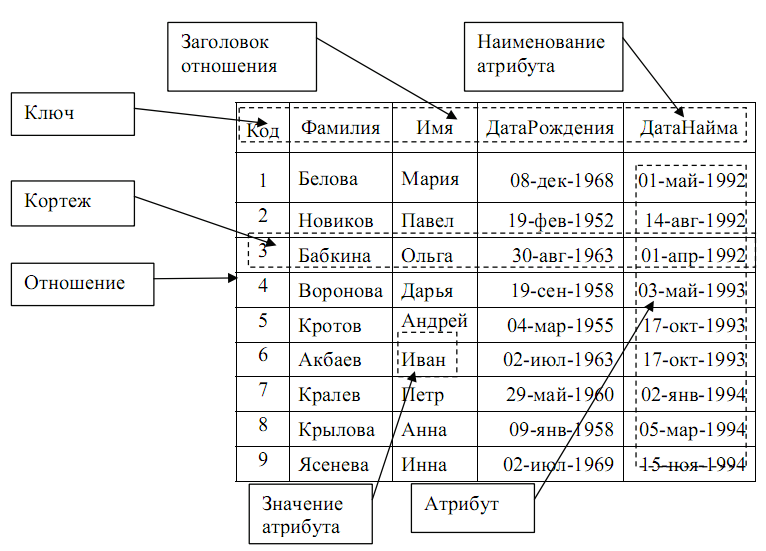 Заголовок
отношения
Наименование
атрибута
Ключ
Код Фамилия Имя ДатаРождения ДатаНайма
1 Белова Мария 08-дек-1968 01-май-1992
Кортеж
2 Новиков Павел 19-фев-1952 14-авг-1992
3 Бабкина Ольга 30-авг-1963 01-апр-1992
Отношение
4 Воронова Дарья 19-сен-1958 03-май-1993
5 Кротов Андрей 04-мар-1955 17-окт-1993
6 Акбаев Иван 02-июл-1963 17-окт-1993
7 Кралев Петр 29-май-1960 02-янв-1994
8 Крылова Анна 09-янв-1958 05-мар-1994
9 Ясенева Инна 02-июл-1969 15-ноя-1994
Значение
атрибута
Атрибут